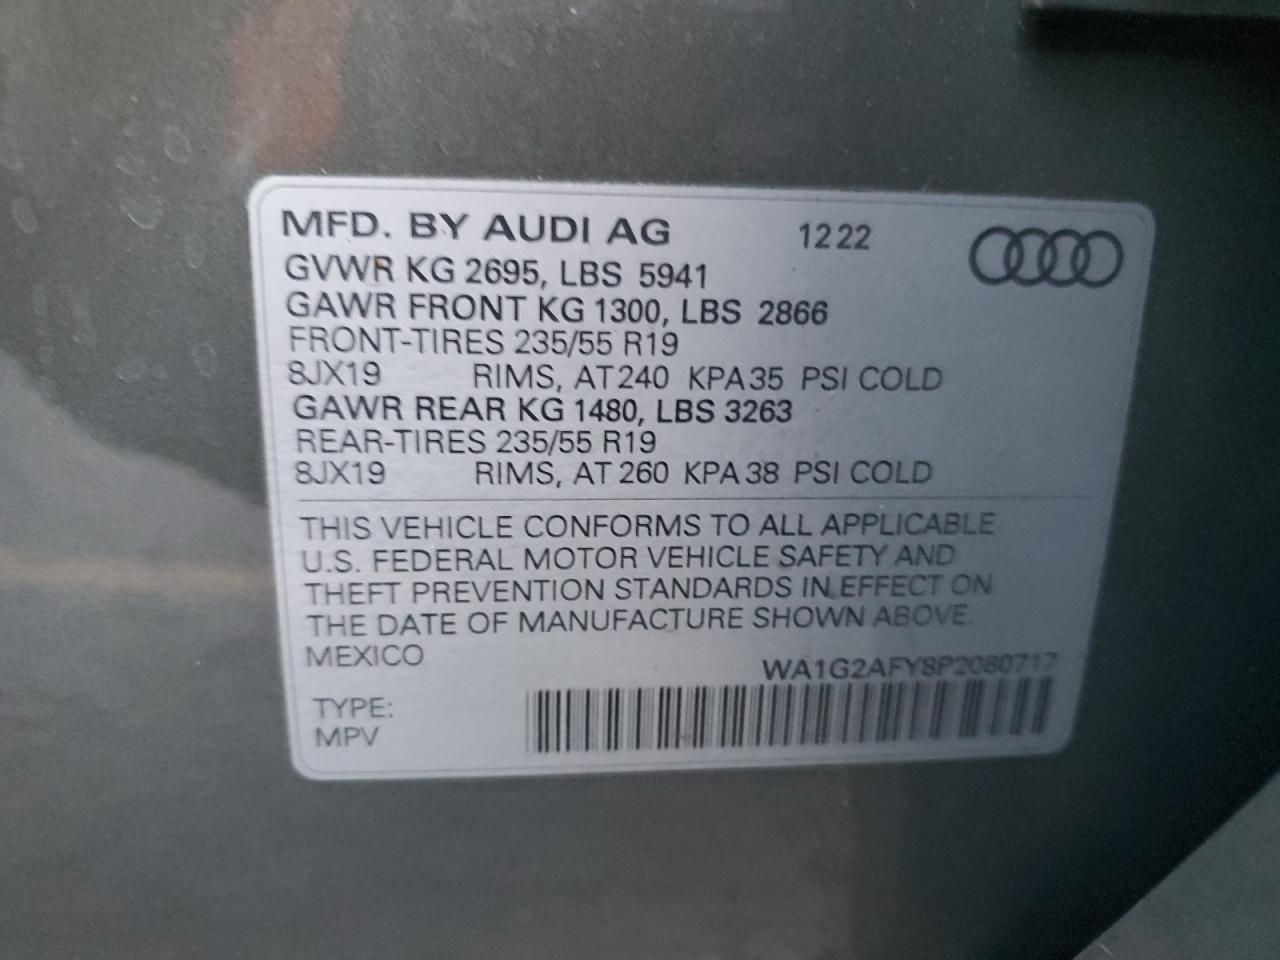 MFD. BY AUDI AG 1222
GVWR KG 2695, LBS 5941
GAWR FRONT KG 1300, LBS 2866
FRONT-TIRES 235/55 R19
8JX19 RIMS, AT 240 KPA 35 PSI COLD
GAWR REAR KG 1480, LBS 3263
REAR-TIRES 235/55 R19
8JX19 RIMS, AT 260 KPA 38 PSI COLD
THIS VEHICLE CONFORMS TO ALL APPLICABLE
U.S. FEDERAL MOTOR VEHICLE SAFETY AND
THEFT PREVENTION STANDARDS IN EFFECT ON
THE DATE OF MANUFACTURE SHOWN ABOVE.
MEXICO
WA1G2AFY8P2080717
TYPE:
MPV